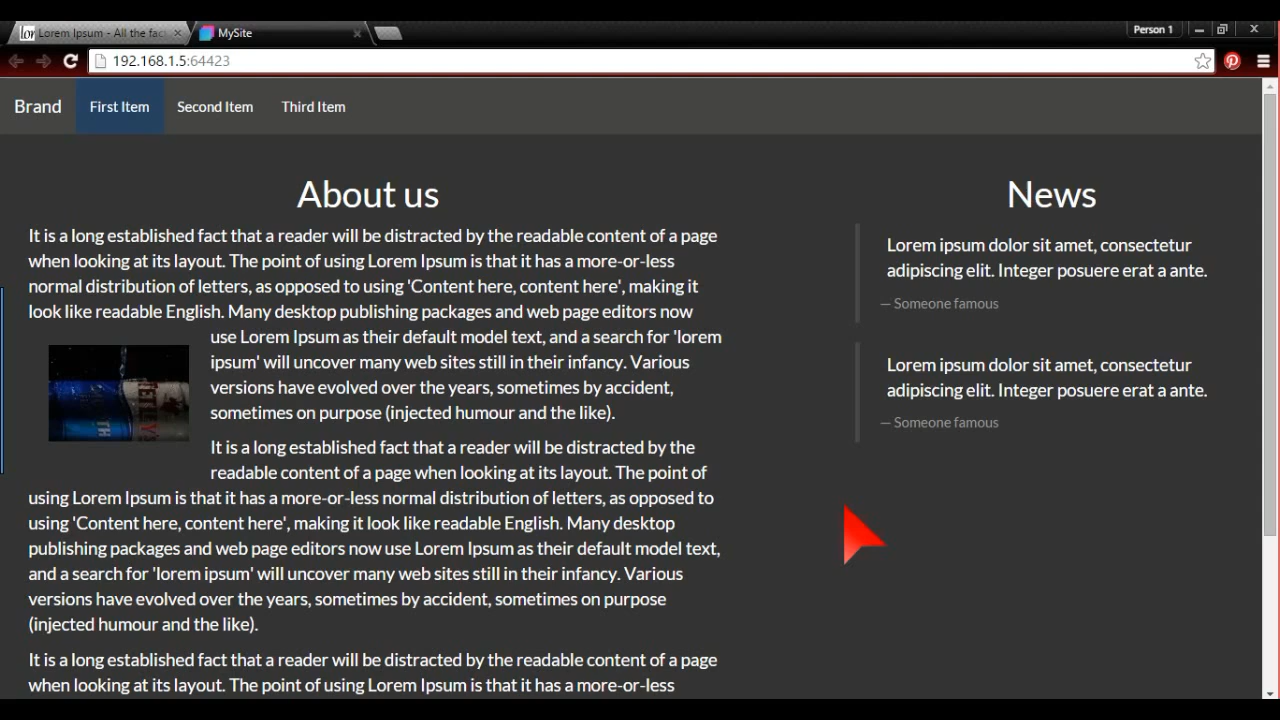 lor Lorem Ipsum - All the fac
MySite
Person 1
192.168.1.5:64423
Brand
First Item
Second Item
Third Item
About us
It is a long established fact that a reader will be distracted by the readable content of a page
when looking at its layout. The point of using Lorem Ipsum is that it has a more-or-less
normal distribution of letters, as opposed to using 'Content here, content here', making it
look like readable English. Many desktop publishing packages and web page editors now
use Lorem Ipsum as their default model text, and a search for 'lorem
ipsum' will uncover many web sites still in their infancy. Various
versions have evolved over the years, sometimes by accident,
sometimes on purpose (injected humour and the like).
It is a long established fact that a reader will be distracted by the
readable content of a page when looking at its layout. The point of
using Lorem Ipsum is that it has a more-or-less normal distribution of letters, as opposed to
using 'Content here, content here', making it look like readable English. Many desktop
publishing packages and web page editors now use Lorem Ipsum as their default model text,
and a search for 'lorem ipsum' will uncover many web sites still in their infancy. Various
versions have evolved over the years, sometimes by accident, sometimes on purpose
(injected humour and the like).
It is a long established fact that a reader will be distracted by the readable content of a page
when looking at its layout. The point of using Lorem Ipsum is that it has a more-or-less
News
Lorem ipsum dolor sit amet, consectetur
adipiscing elit. Integer posuere erat a ante.
— Someone famous
Lorem ipsum dolor sit amet, consectetur
adipiscing elit. Integer posuere erat a ante.
— Someone famous